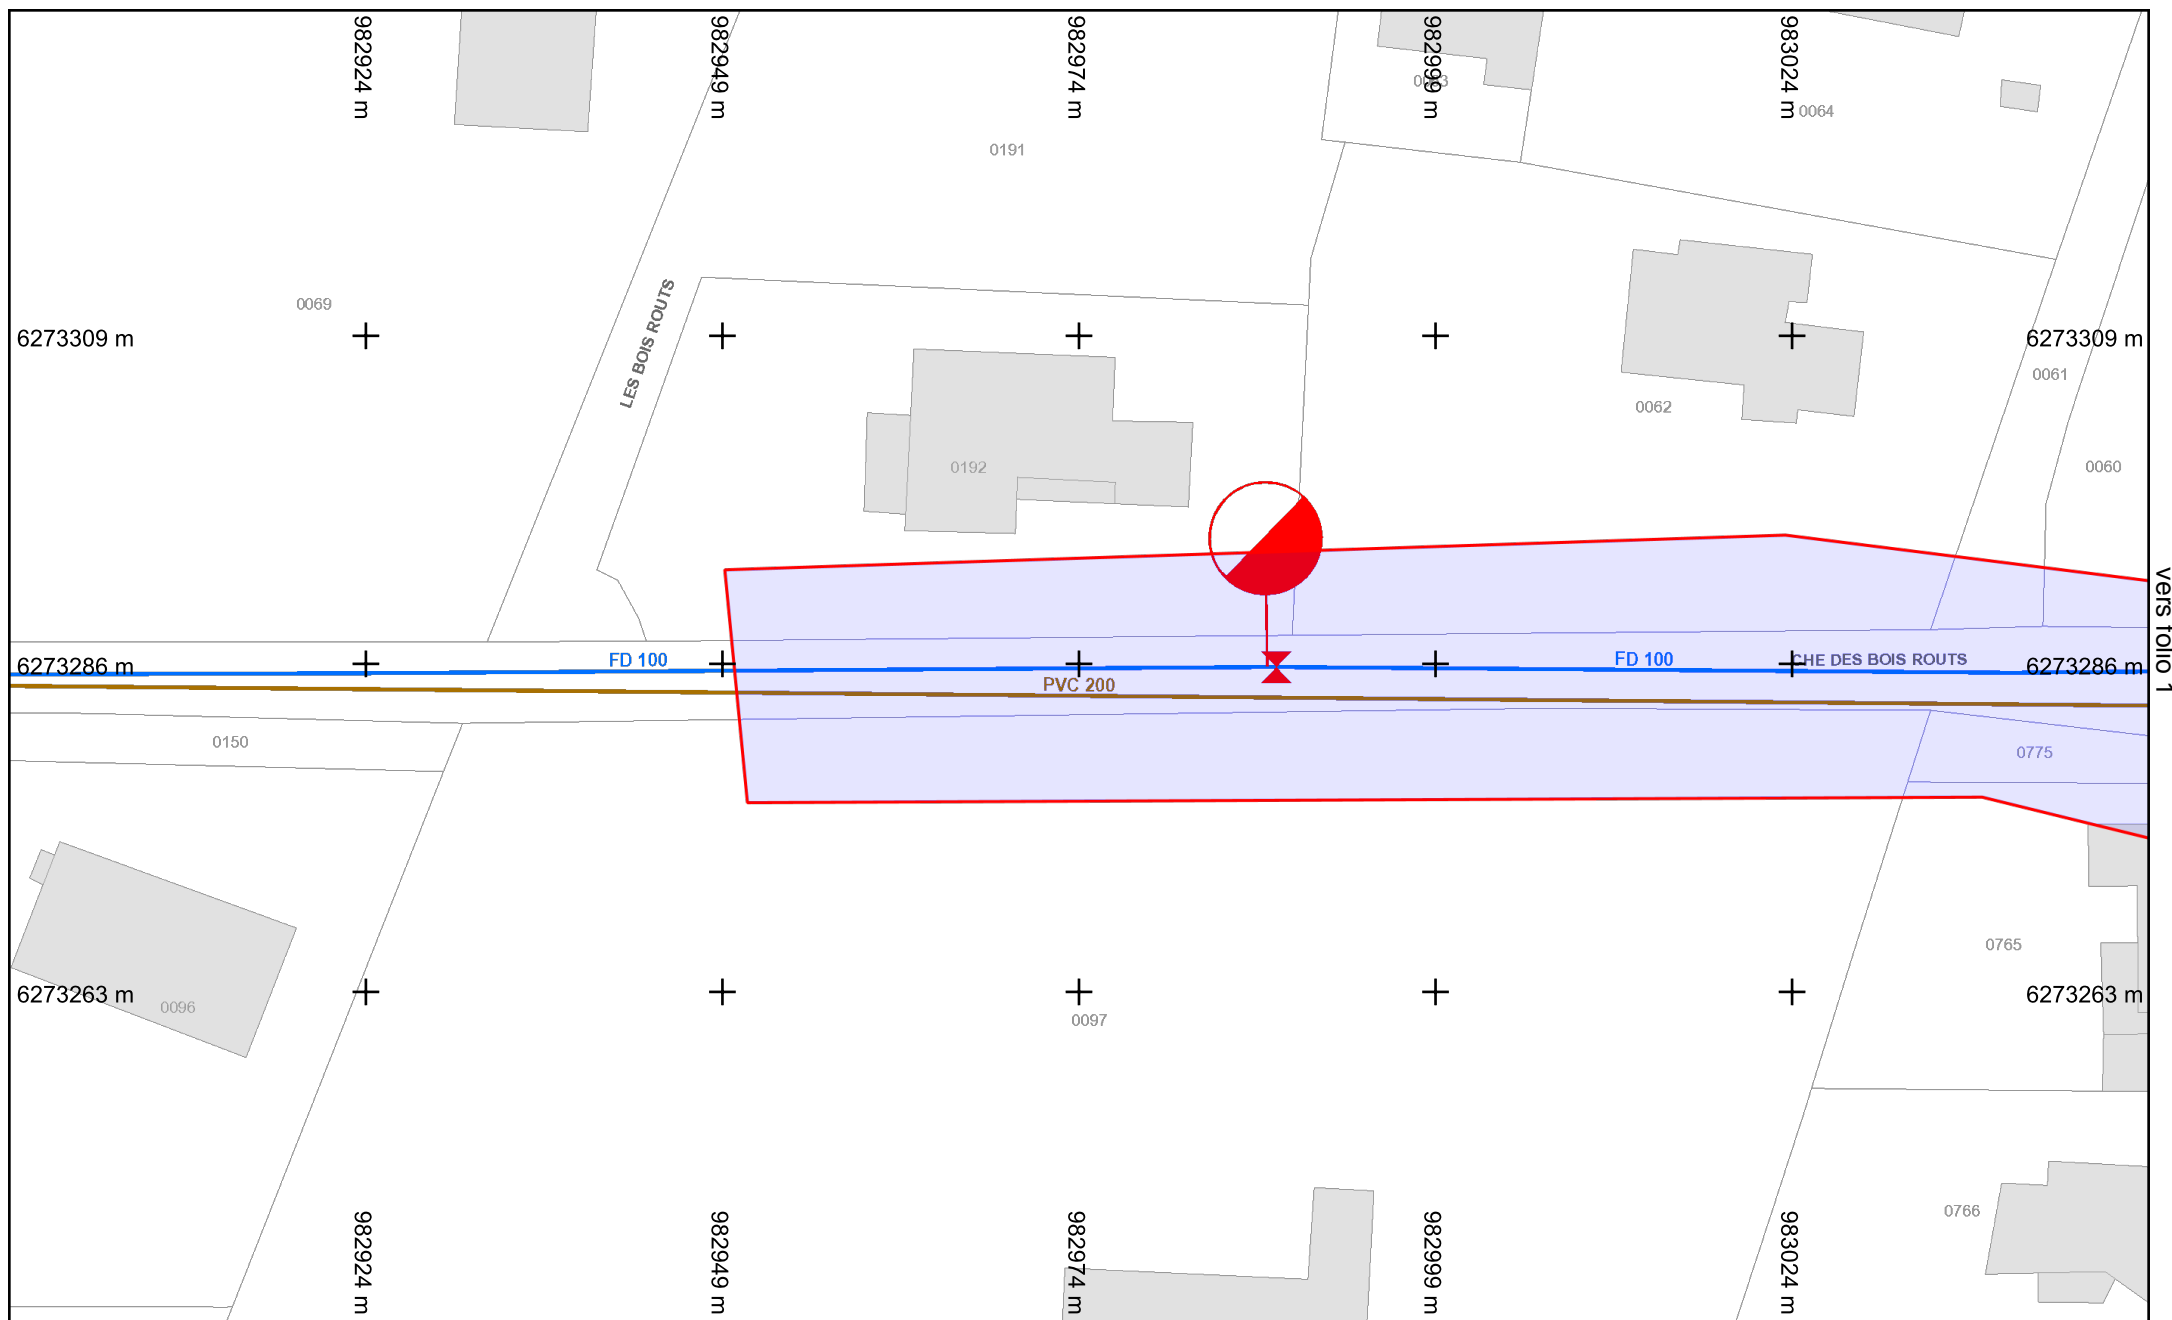 982924 m
982949 m
982974 m
982999 m
983024 m
0064
0191
0069
LES BOIS ROUTS
6273309 m
6273309 m
0061
0062
0192
0060
vers folio 1
6273286 m
FD 100
FD 100
CHE DES BOIS ROUTS
6273286 m
PVC 200
0150
0775
0765
6273263 m
6273263 m
0096
0097
0766
982924 m
982949 m
982974 m
982999 m
983024 m